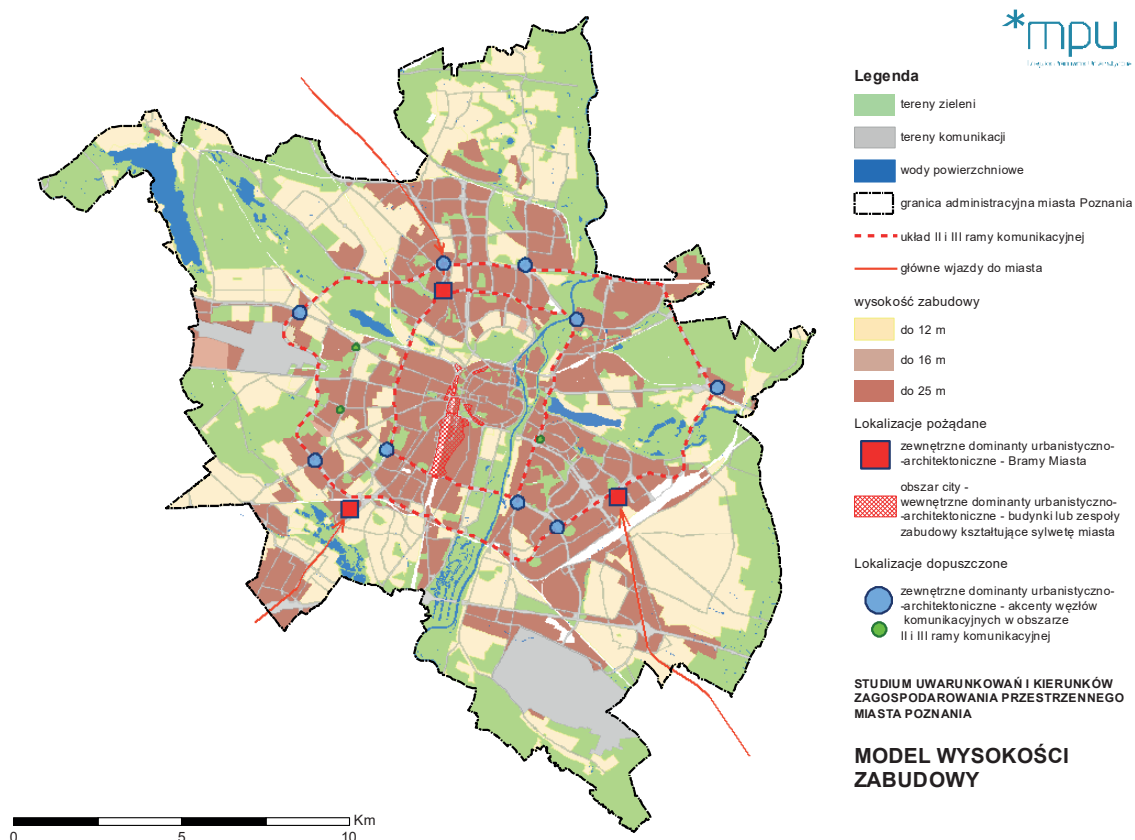 *mpu
Legenda
tereny zieleni
tereny komunikacji
wody powierzchniowe
granica administracyjna miasta Poznania
układ II i III ramy komunikacyjnej
główne wjazdy do miasta
wysokość zabudowy
do 12 m
do 16 m
do 25 m
Lokalizacje pożądane
zewnętrzne dominanty urbanistyczno-
-architektoniczne - Bramy Miasta
obszar city -
wewnętrzne dominanty urbanistyczno-
-architektoniczne - budynki lub zespoły
zabudowy kształtujące sylwetę miasta
Lokalizacje dopuszczone
zewnętrzne dominanty urbanistyczno-
-architektoniczne - akcenty węzłów
komunikacyjnych w obszarze
II i III ramy komunikacyjnej
STUDIUM UWARUNKOWAŃ I KIERUNKÓW
ZAGOSPODAROWANIA PRZESTRZENNEGO
MIASTA POZNANIA
MODEL WYSOKOŚCI
ZABUDOWY
Km
0 5 10